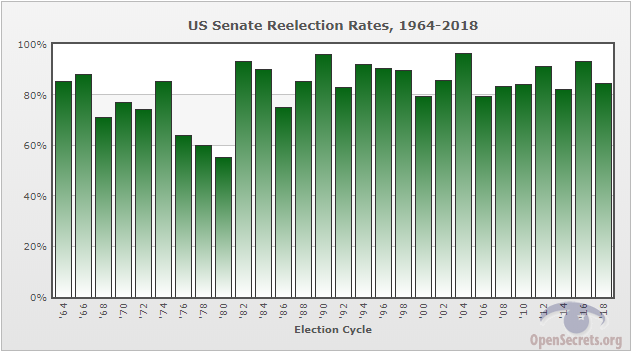 US Senate Reelection Rates, 1964-2018
100%
80%
60%
40%
20%
0%
'64 '66 '68 '70 '72 '74 '76 '78 '80 '82 '84 '86 '88 '90 '92 '94 '96 '98 '00 '02 '04 '06 '08 '10 '12 '14 '16 '18
Election Cycle
OpenSecrets.org